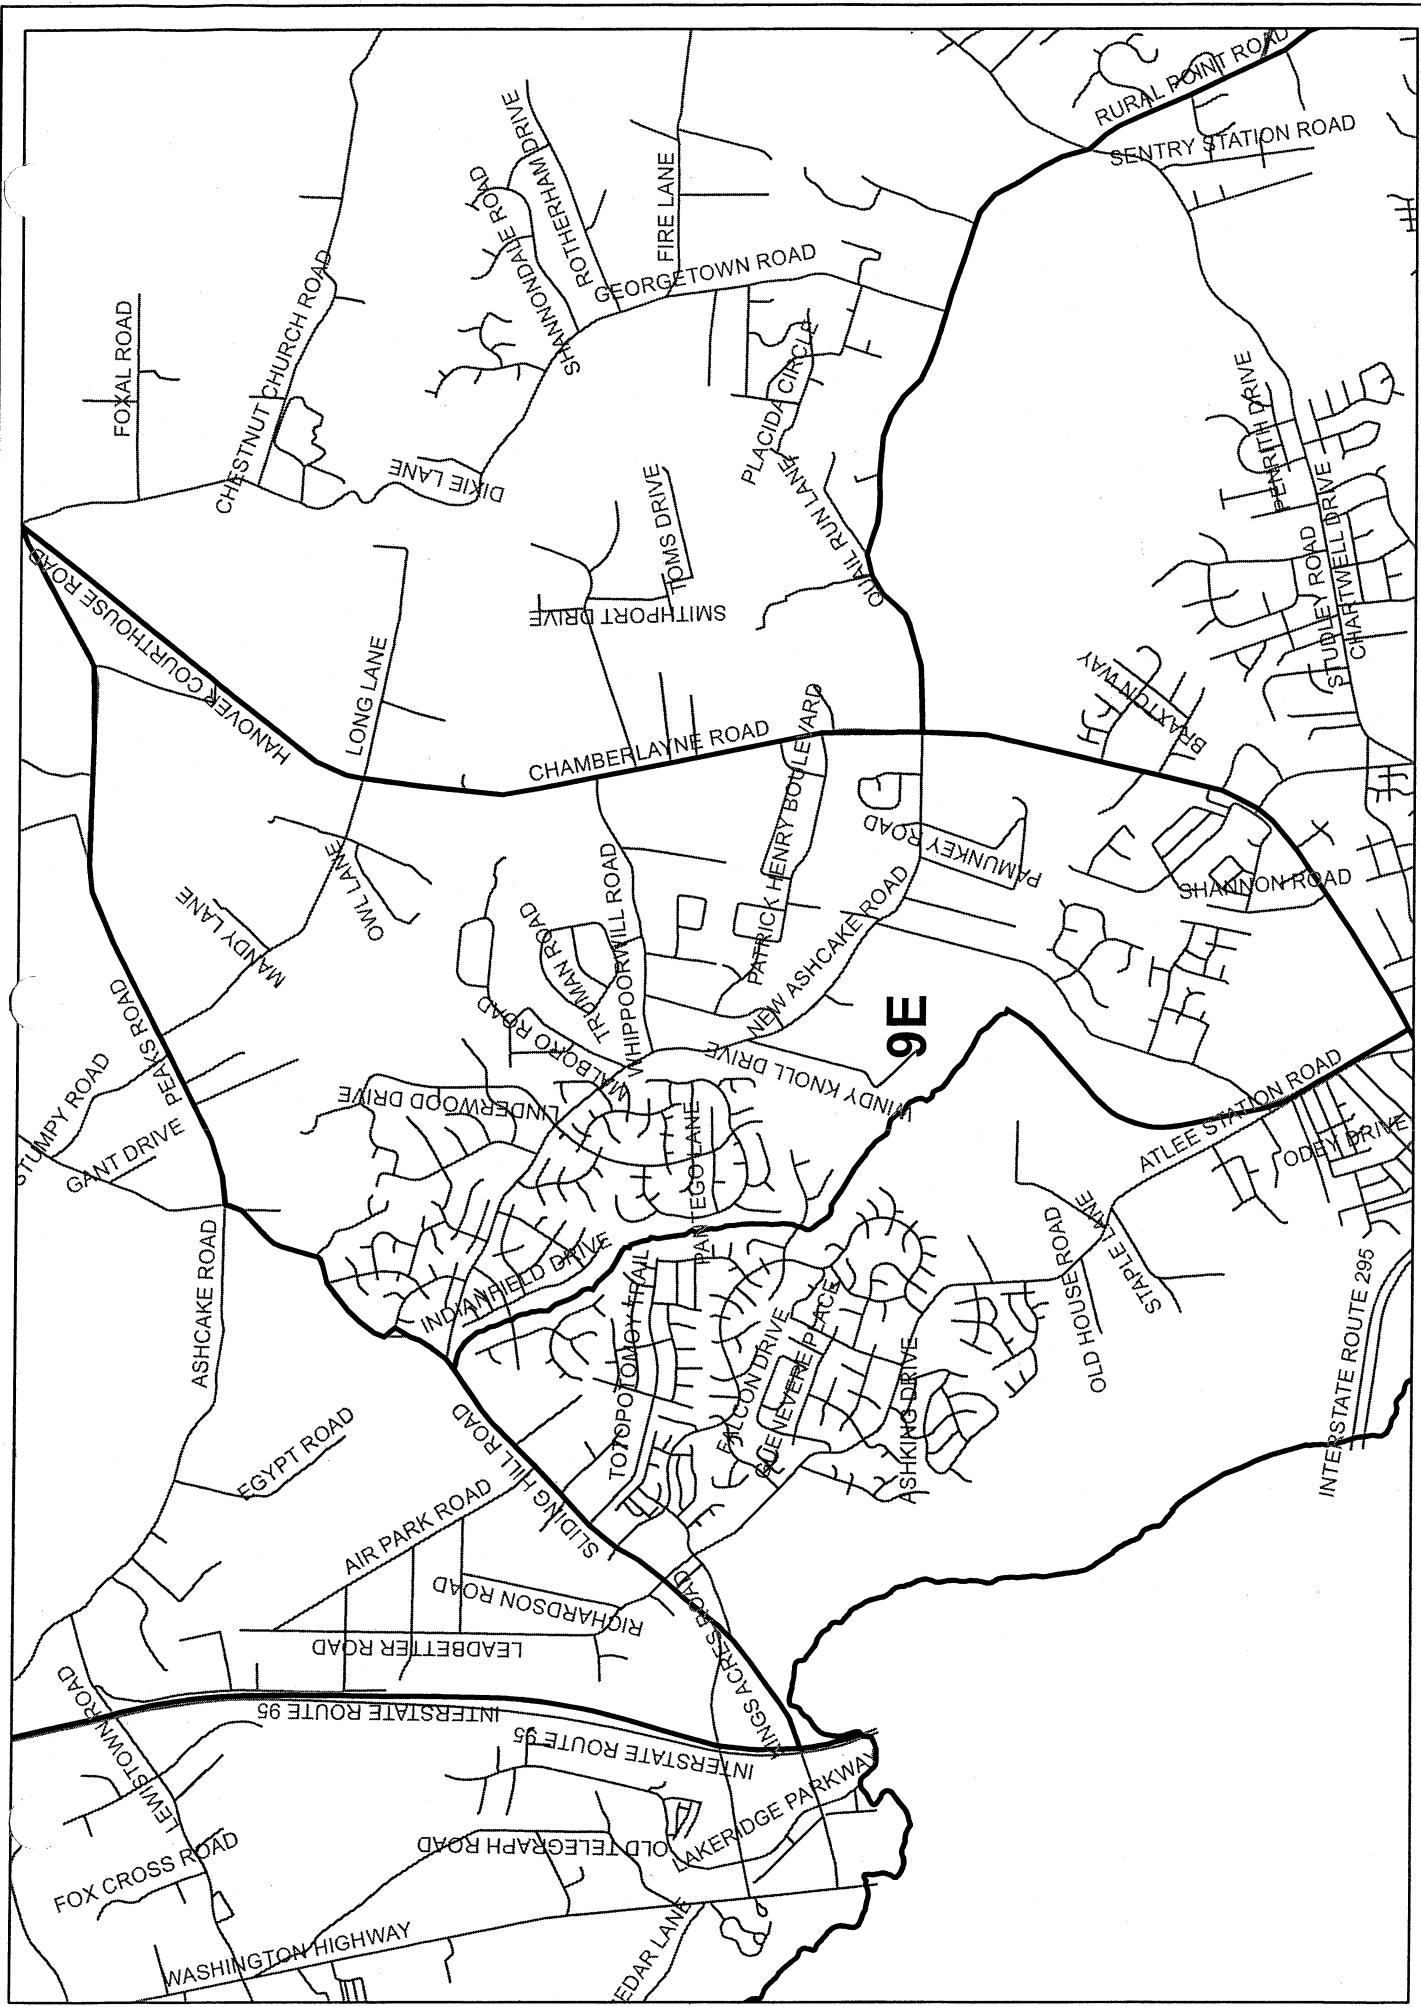 RURAL POINT ROAD
SENTRY STATION ROAD
ROTHERHAM DRIVE
SHANNONDALE ROAD
FIRE LANE
GEORGETOWN ROAD
CHESTNUT CHURCH ROAD
FOXAL ROAD
PLACIDA CIRCLE
DIXIE LANE
QUAIL RUN LANE
TOMS DRIVE
SMITHPORT DRIVE
PENRITH DRIVE
STUDLEY ROAD
CHARTWELL DRIVE
HANOVER COURTHOUSE ROAD
LONG LANE
BRAXTON WAY
CHAMBERLAYNE ROAD
PATRICK HENRY BOULEVARD
PAMUNKEY ROAD
SHANNON ROAD
OWL LANE
MANDY LANE
TRUMAN ROAD
WHIPPOORWILL ROAD
NEW ASHCAKE ROAD
MALBORO ROAD
PEAKS ROAD
9E
WINDY KNOLL DRIVE
LINDERWOOD DRIVE
STUMPY ROAD
GANT DRIVE
PANTEGO LANE
ATLEE STATION ROAD
ODEY DRIVE
ASHCAKE ROAD
INDIANFIELD DRIVE
STAPLE LANE
OLD HOUSE ROAD
TOTOPOTOMOY TRAIL
FALCON DRIVE
GUENEVERE PLACE
ASHKING DRIVE
INTERSTATE ROUTE 295
SLIDING HILL ROAD
EGYPT ROAD
AIR PARK ROAD
RICHARDSON ROAD
LEADBETTER ROAD
KINGS ACRES ROAD
INTERSTATE ROUTE 95
INTERSTATE ROUTE 95
LEWISTOWN ROAD
LAKERIDGE PARKWAY
OLD TELEGRAPH ROAD
FOX CROSS ROAD
WASHINGTON HIGHWAY
EDAR LANE